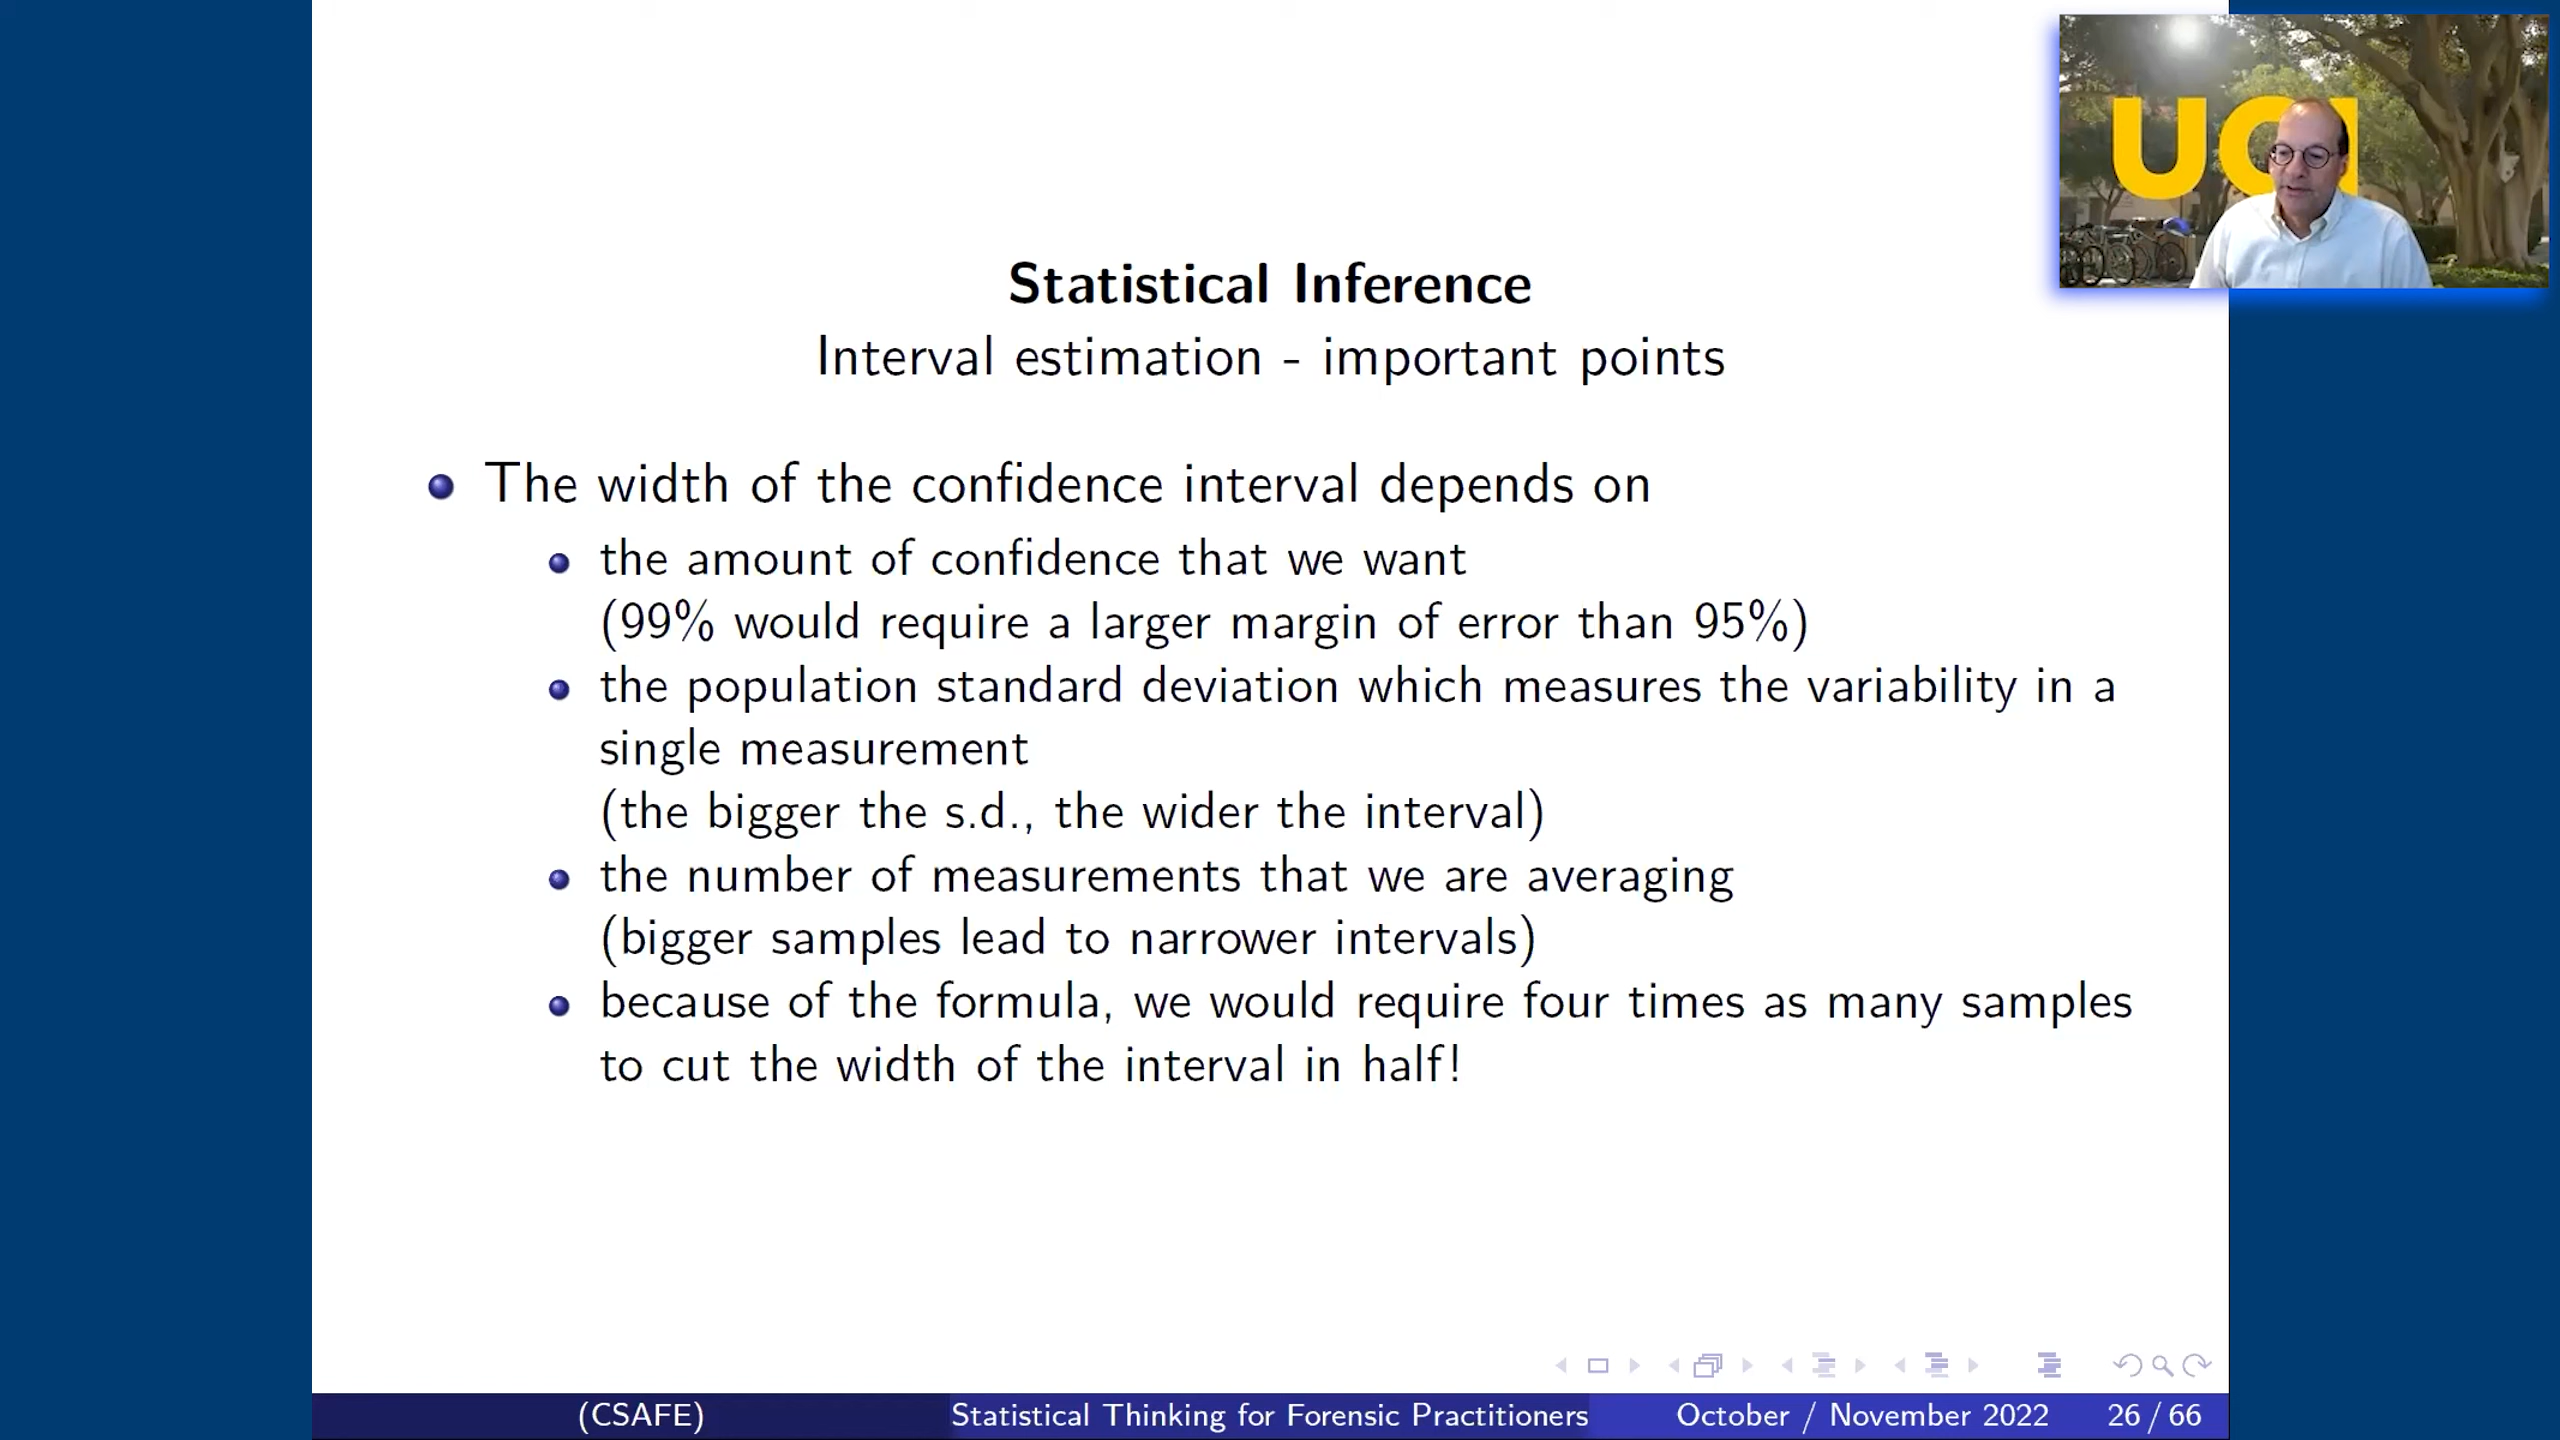 UCI
Statistical Inference
Interval estimation - important points
The width of the confidence interval depends on
the amount of confidence that we want
(99% would require a larger margin of error than 95%)
the population standard deviation which measures the variability in a
single measurement
(the bigger the s.d., the wider the interval)
the number of measurements that we are averaging
(bigger samples lead to narrower intervals)
because of the formula, we would require four times as many samples
to cut the width of the interval in half!
(CSAFE) Statistical Thinking for Forensic Practitioners October / November 2022 26 / 66